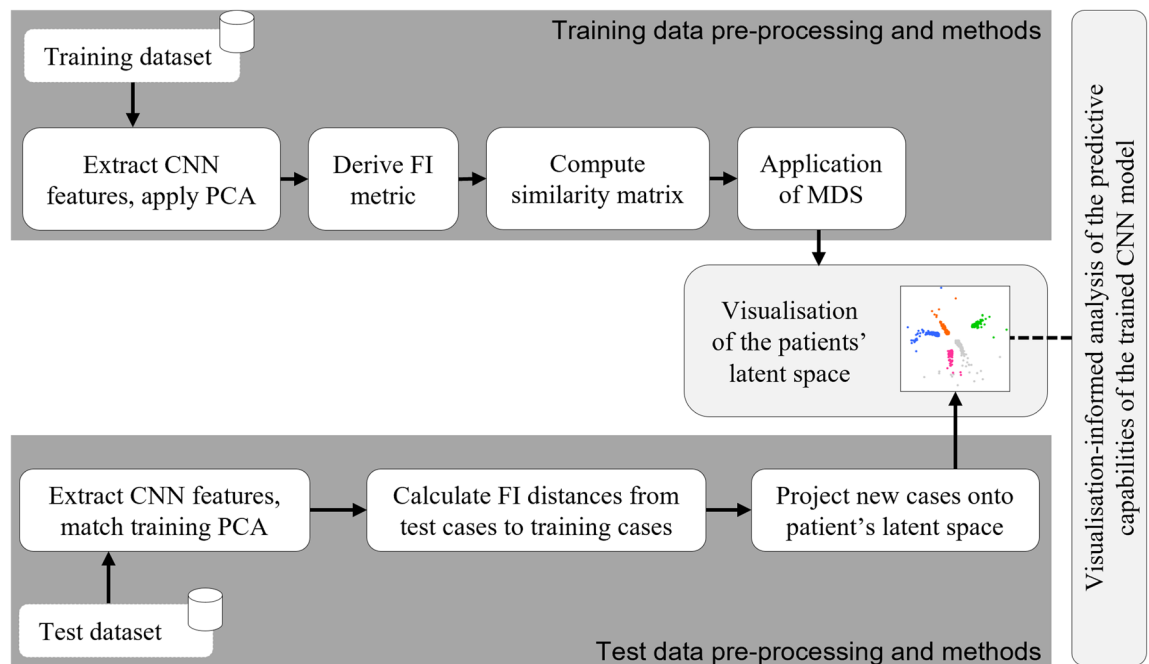 Training data pre-processing and methods
Training dataset
Extract CNN
features, apply PCA
Derive FI
metric
Compute
similarity matrix
Application
of MDS
Visualisation
of the patients’
latent space
Extract CNN features,
match training PCA
Calculate FI distances from
test cases to training cases
Project new cases onto
patient’s latent space
Test dataset
Test data pre-processing and methods
Visualisation-informed analysis of the predictive
capabilities of the trained CNN model